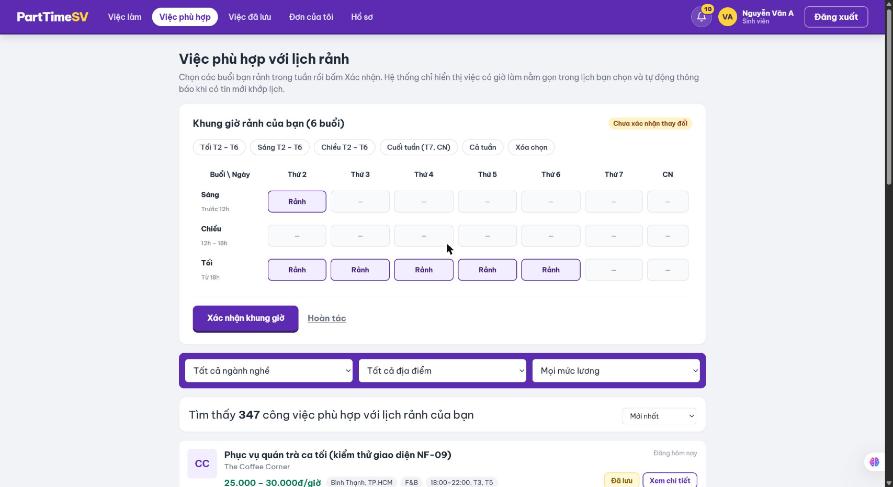 PartTimeSV Việc làm Việc phù hợp Việc đã lưu Đơn của tôi Hồ sơ 10 VA Nguyễn Văn A Sinh viên Đăng xuất
Việc phù hợp với lịch rảnh
Chọn các buổi bạn rảnh trong tuần rồi bấm Xác nhận. Hệ thống chỉ hiển thị việc có giờ làm nằm gọn trong lịch bạn chọn và tự động thông
báo khi có tin mới khớp lịch.
Khung giờ rảnh của bạn (6 buổi) Chưa xác nhận thay đổi
Tối T2 – T6 Sáng T2 – T6 Chiều T2 – T6 Cuối tuần (T7, CN) Cả tuần Xóa chọn
Buổi \ Ngày Thứ 2 Thứ 3 Thứ 4 Thứ 5 Thứ 6 Thứ 7 CN
Sáng
Trước 12h
Rảnh – – – – – –
Chiều
12h – 18h
– – – – – – –
Tối
Từ 18h
Rảnh Rảnh Rảnh Rảnh Rảnh – –
Xác nhận khung giờ Hoàn tác
Tất cả ngành nghề Tất cả địa điểm Mọi mức lương
Tìm thấy 347 công việc phù hợp với lịch rảnh của bạn Mới nhất
CC Phục vụ quán trà ca tối (kiểm thử giao diện NF-09) Đăng hôm nay
The Coffee Corner
25.000 – 30.000đ/giờ Bình Thạnh, TP.HCM F&B 18:00–22:00, T3, T5 Đã lưu Xem chi tiết